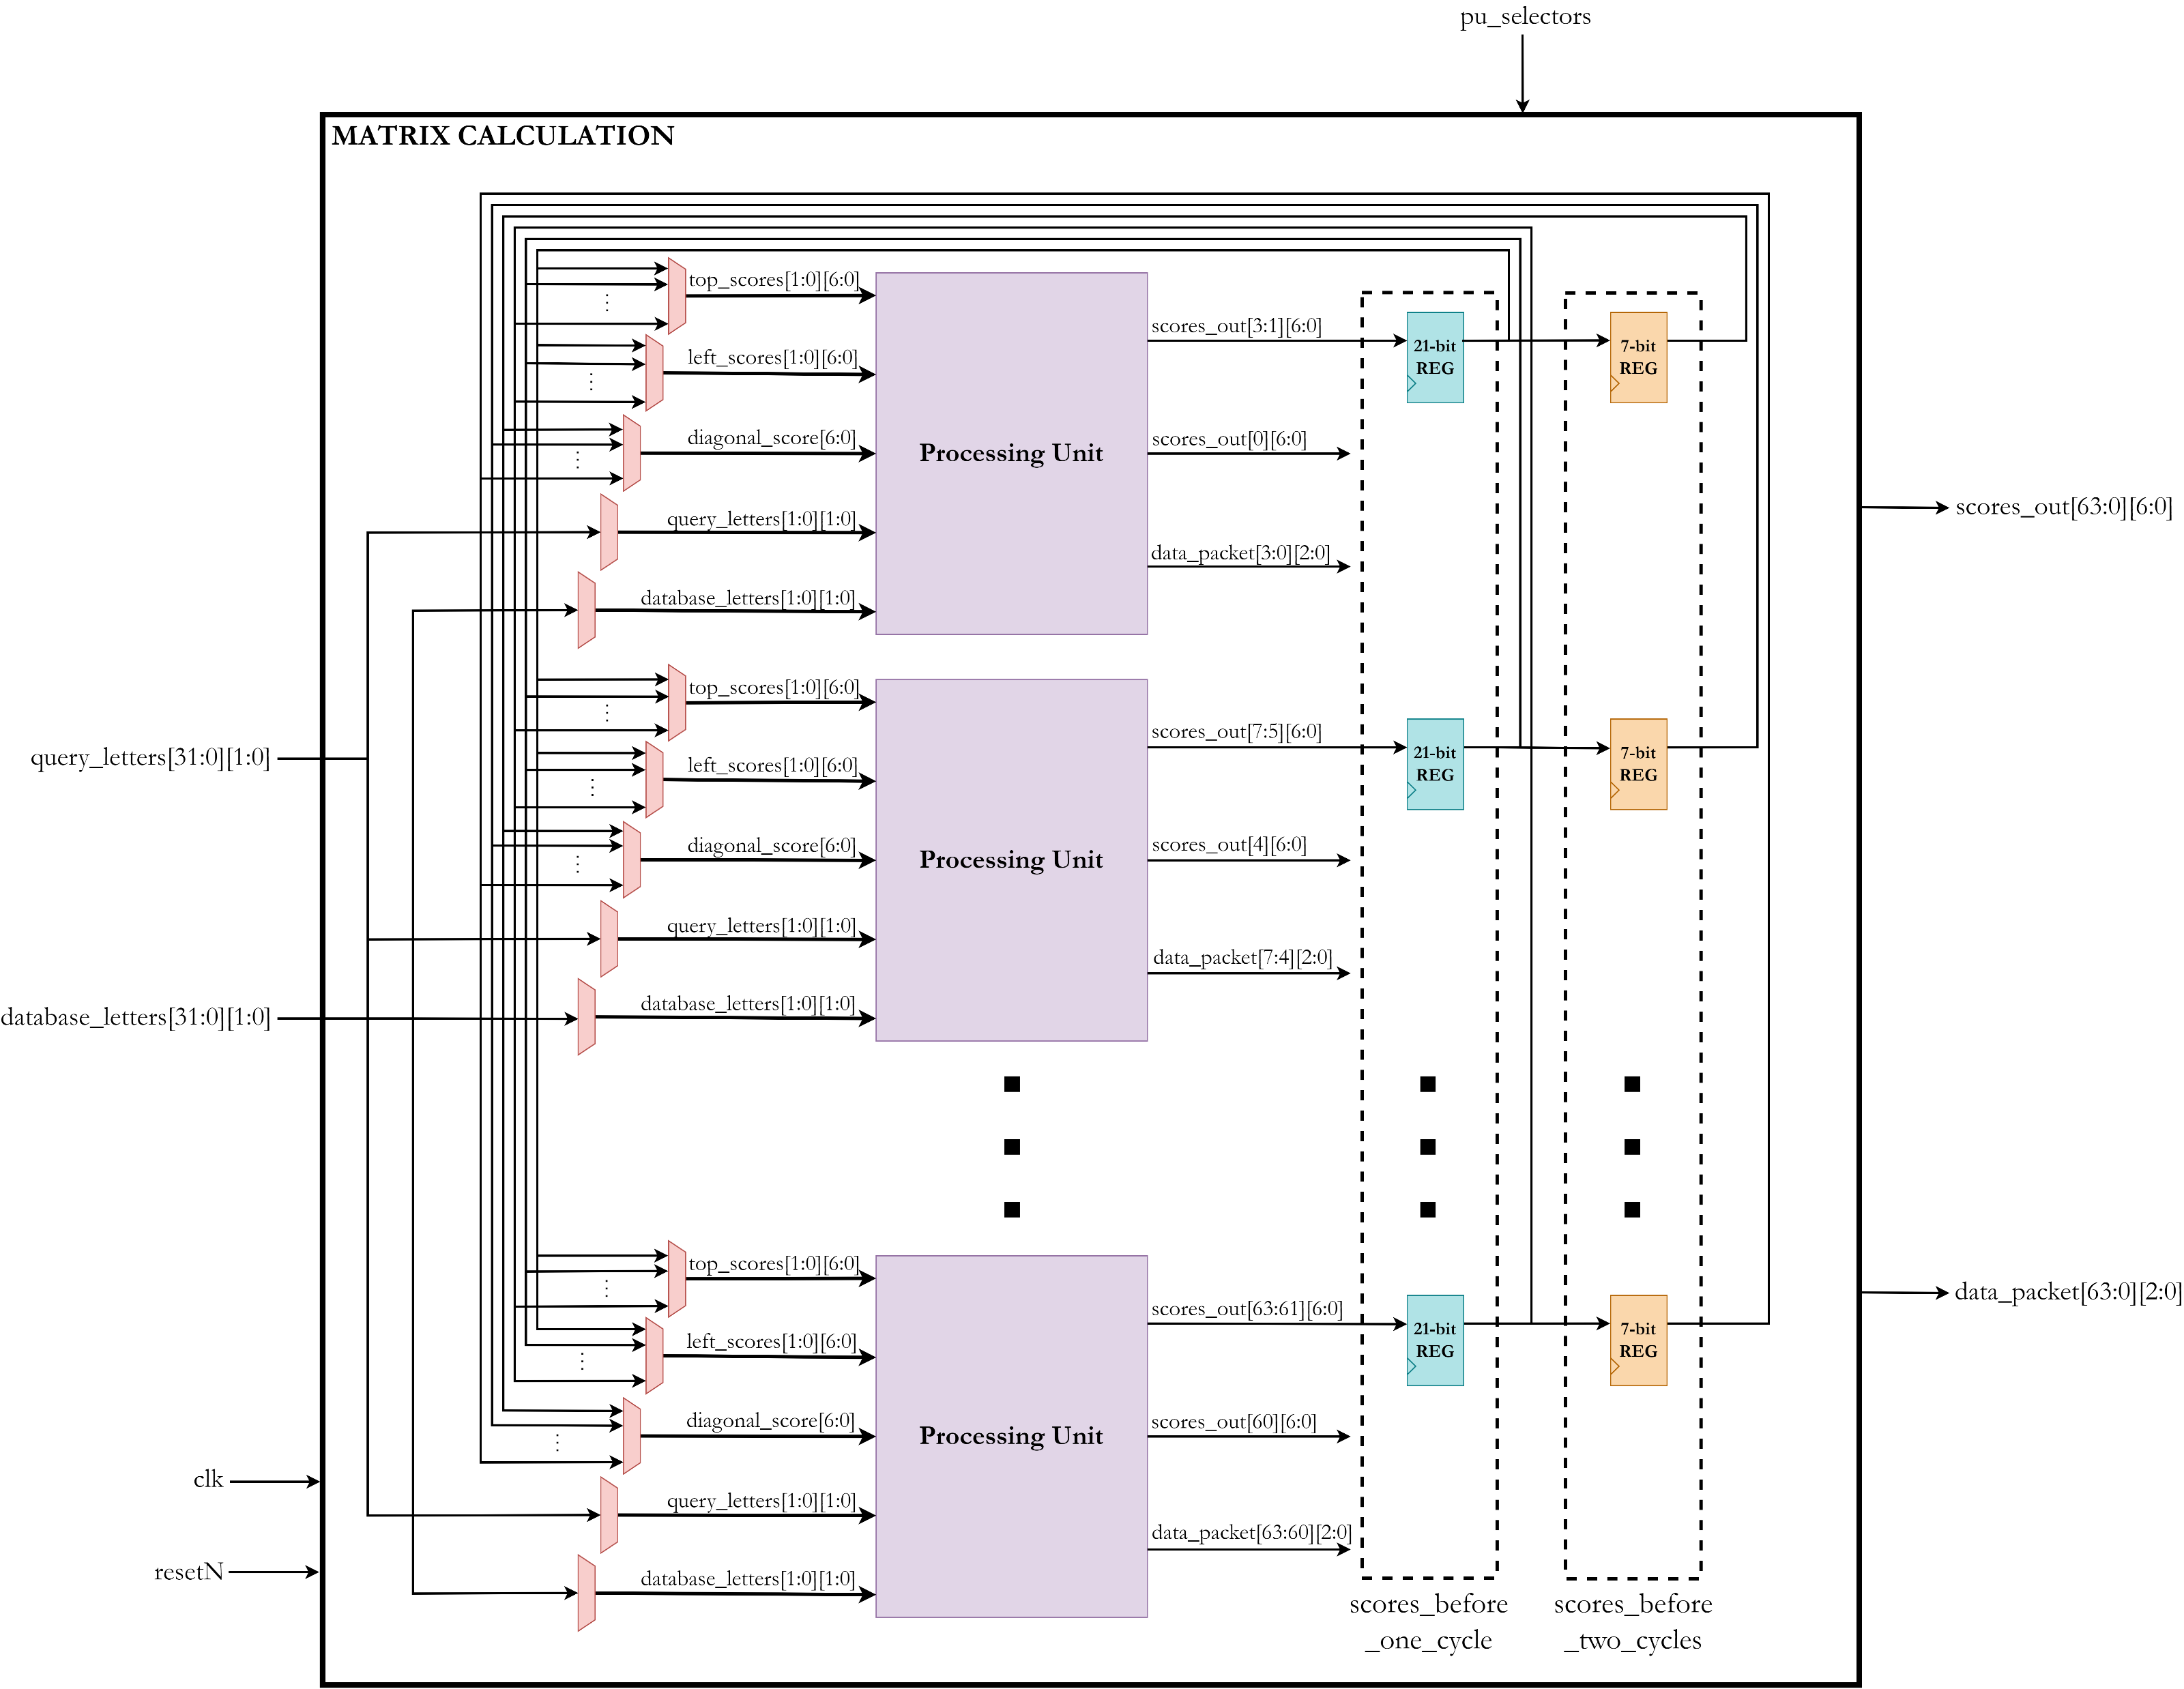 pu_selectors
MATRIX CALCULATION
top_scores[1:0][6:0]
left_scores[1:0][6:0]
diagonal_score[6:0]
query_letters[1:0][1:0]
database_letters[1:0][1:0]
Processing Unit
scores_out[3:1][6:0]
scores_out[0][6:0]
data_packet[3:0][2:0]
21-bit
REG
7-bit
REG
scores_out[63:0][6:0]
top_scores[1:0][6:0]
left_scores[1:0][6:0]
diagonal_score[6:0]
query_letters[1:0][1:0]
database_letters[1:0][1:0]
Processing Unit
scores_out[7:5][6:0]
scores_out[4][6:0]
data_packet[7:4][2:0]
21-bit
REG
7-bit
REG
query_letters[31:0][1:0]
database_letters[31:0][1:0]
top_scores[1:0][6:0]
left_scores[1:0][6:0]
diagonal_score[6:0]
query_letters[1:0][1:0]
database_letters[1:0][1:0]
Processing Unit
scores_out[63:61][6:0]
scores_out[60][6:0]
data_packet[63:60][2:0]
21-bit
REG
7-bit
REG
data_packet[63:0][2:0]
clk
resetN
scores_before
_one_cycle
scores_before
_two_cycles